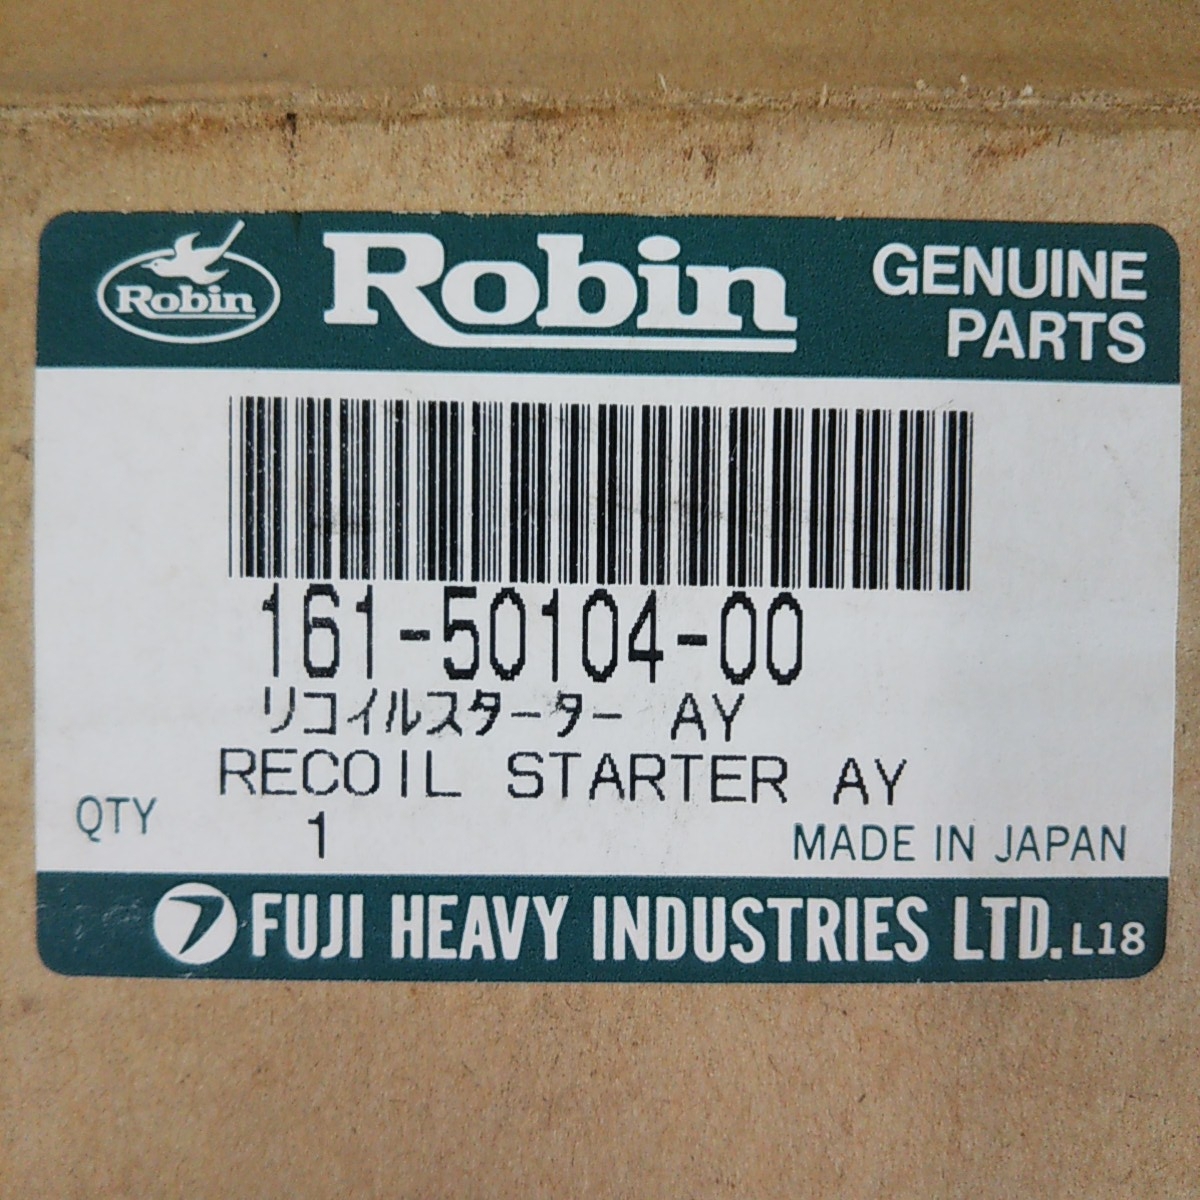 Robin
Robin
GENUINE
PARTS
161-50104-00
リコイルスターター AY
RECOIL STARTER AY
QTY 1
MADE IN JAPAN
FUJI HEAVY INDUSTRIES LTD. L18